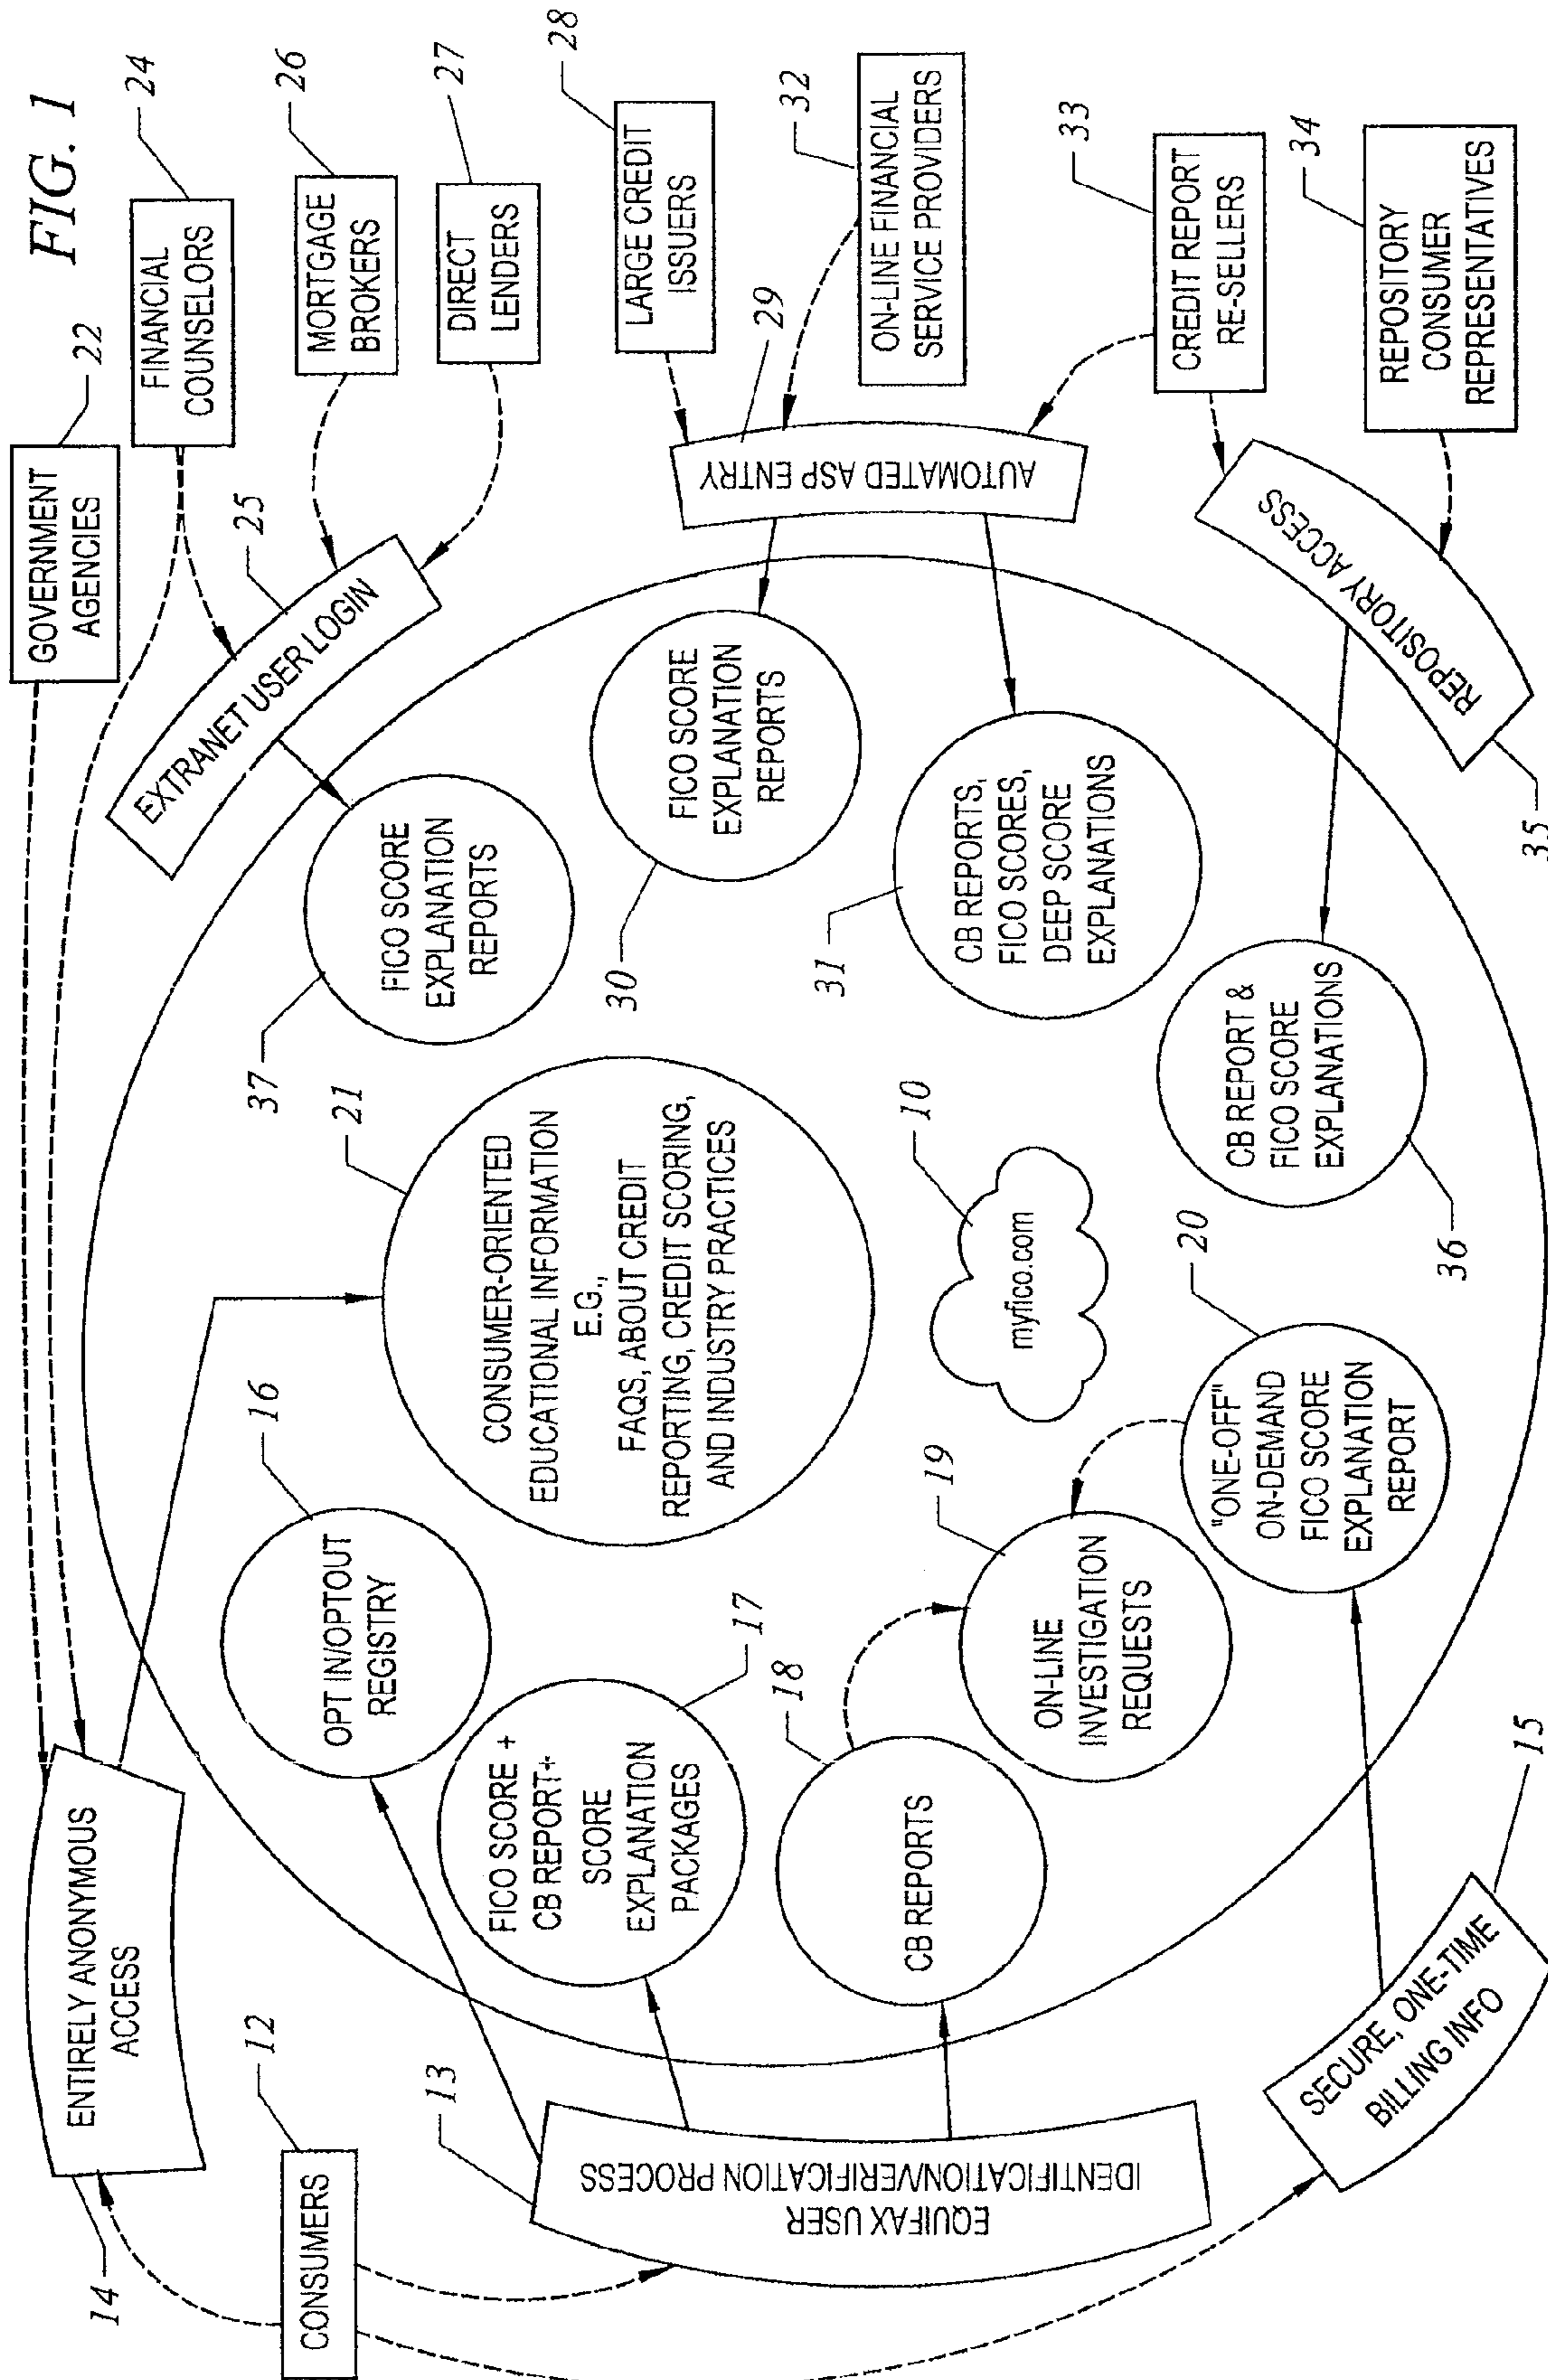 FIG. 1
GOVERNMENT
AGENCIES
22
FINANCIAL
COUNSELORS
24
MORTGAGE
BROKERS
26
DIRECT
LENDERS
27
LARGE CREDIT
ISSUERS
28
ON-LINE FINANCIAL
SERVICE PROVIDERS
32
CREDIT REPORT
RE-SELLERS
33
REPOSITORY
CONSUMER
REPRESENTATIVES
34
EXTRANET USER LOGIN
25
AUTOMATED ASP ENTRY
29
REPOSITORY ACCESS
35
FICO SCORE
EXPLANATION
REPORTS
37
FICO SCORE
EXPLANATION
REPORTS
30
CB REPORTS,
FICO SCORES,
DEEP SCORE
EXPLANATIONS
31
CB REPORT &
FICO SCORE
EXPLANATIONS
36
CONSUMER-ORIENTED
EDUCATIONAL INFORMATION
E.G.,
FAQS, ABOUT CREDIT
REPORTING, CREDIT SCORING,
AND INDUSTRY PRACTICES
21
myfico.com
10
OPT IN/OPTOUT
REGISTRY
16
FICO SCORE +
CB REPORT+
SCORE
EXPLANATION
PACKAGES
17
CB REPORTS
18
ON-LINE
INVESTIGATION
REQUESTS
19
"ONE-OFF"
ON-DEMAND
FICO SCORE
EXPLANATION
REPORT
20
ENTIRELY ANONYMOUS
ACCESS
14
CONSUMERS
12
EQUIFAX USER
IDENTIFICATION/VERIFICATION PROCESS
13
SECURE, ONE-TIME
BILLING INFO
15